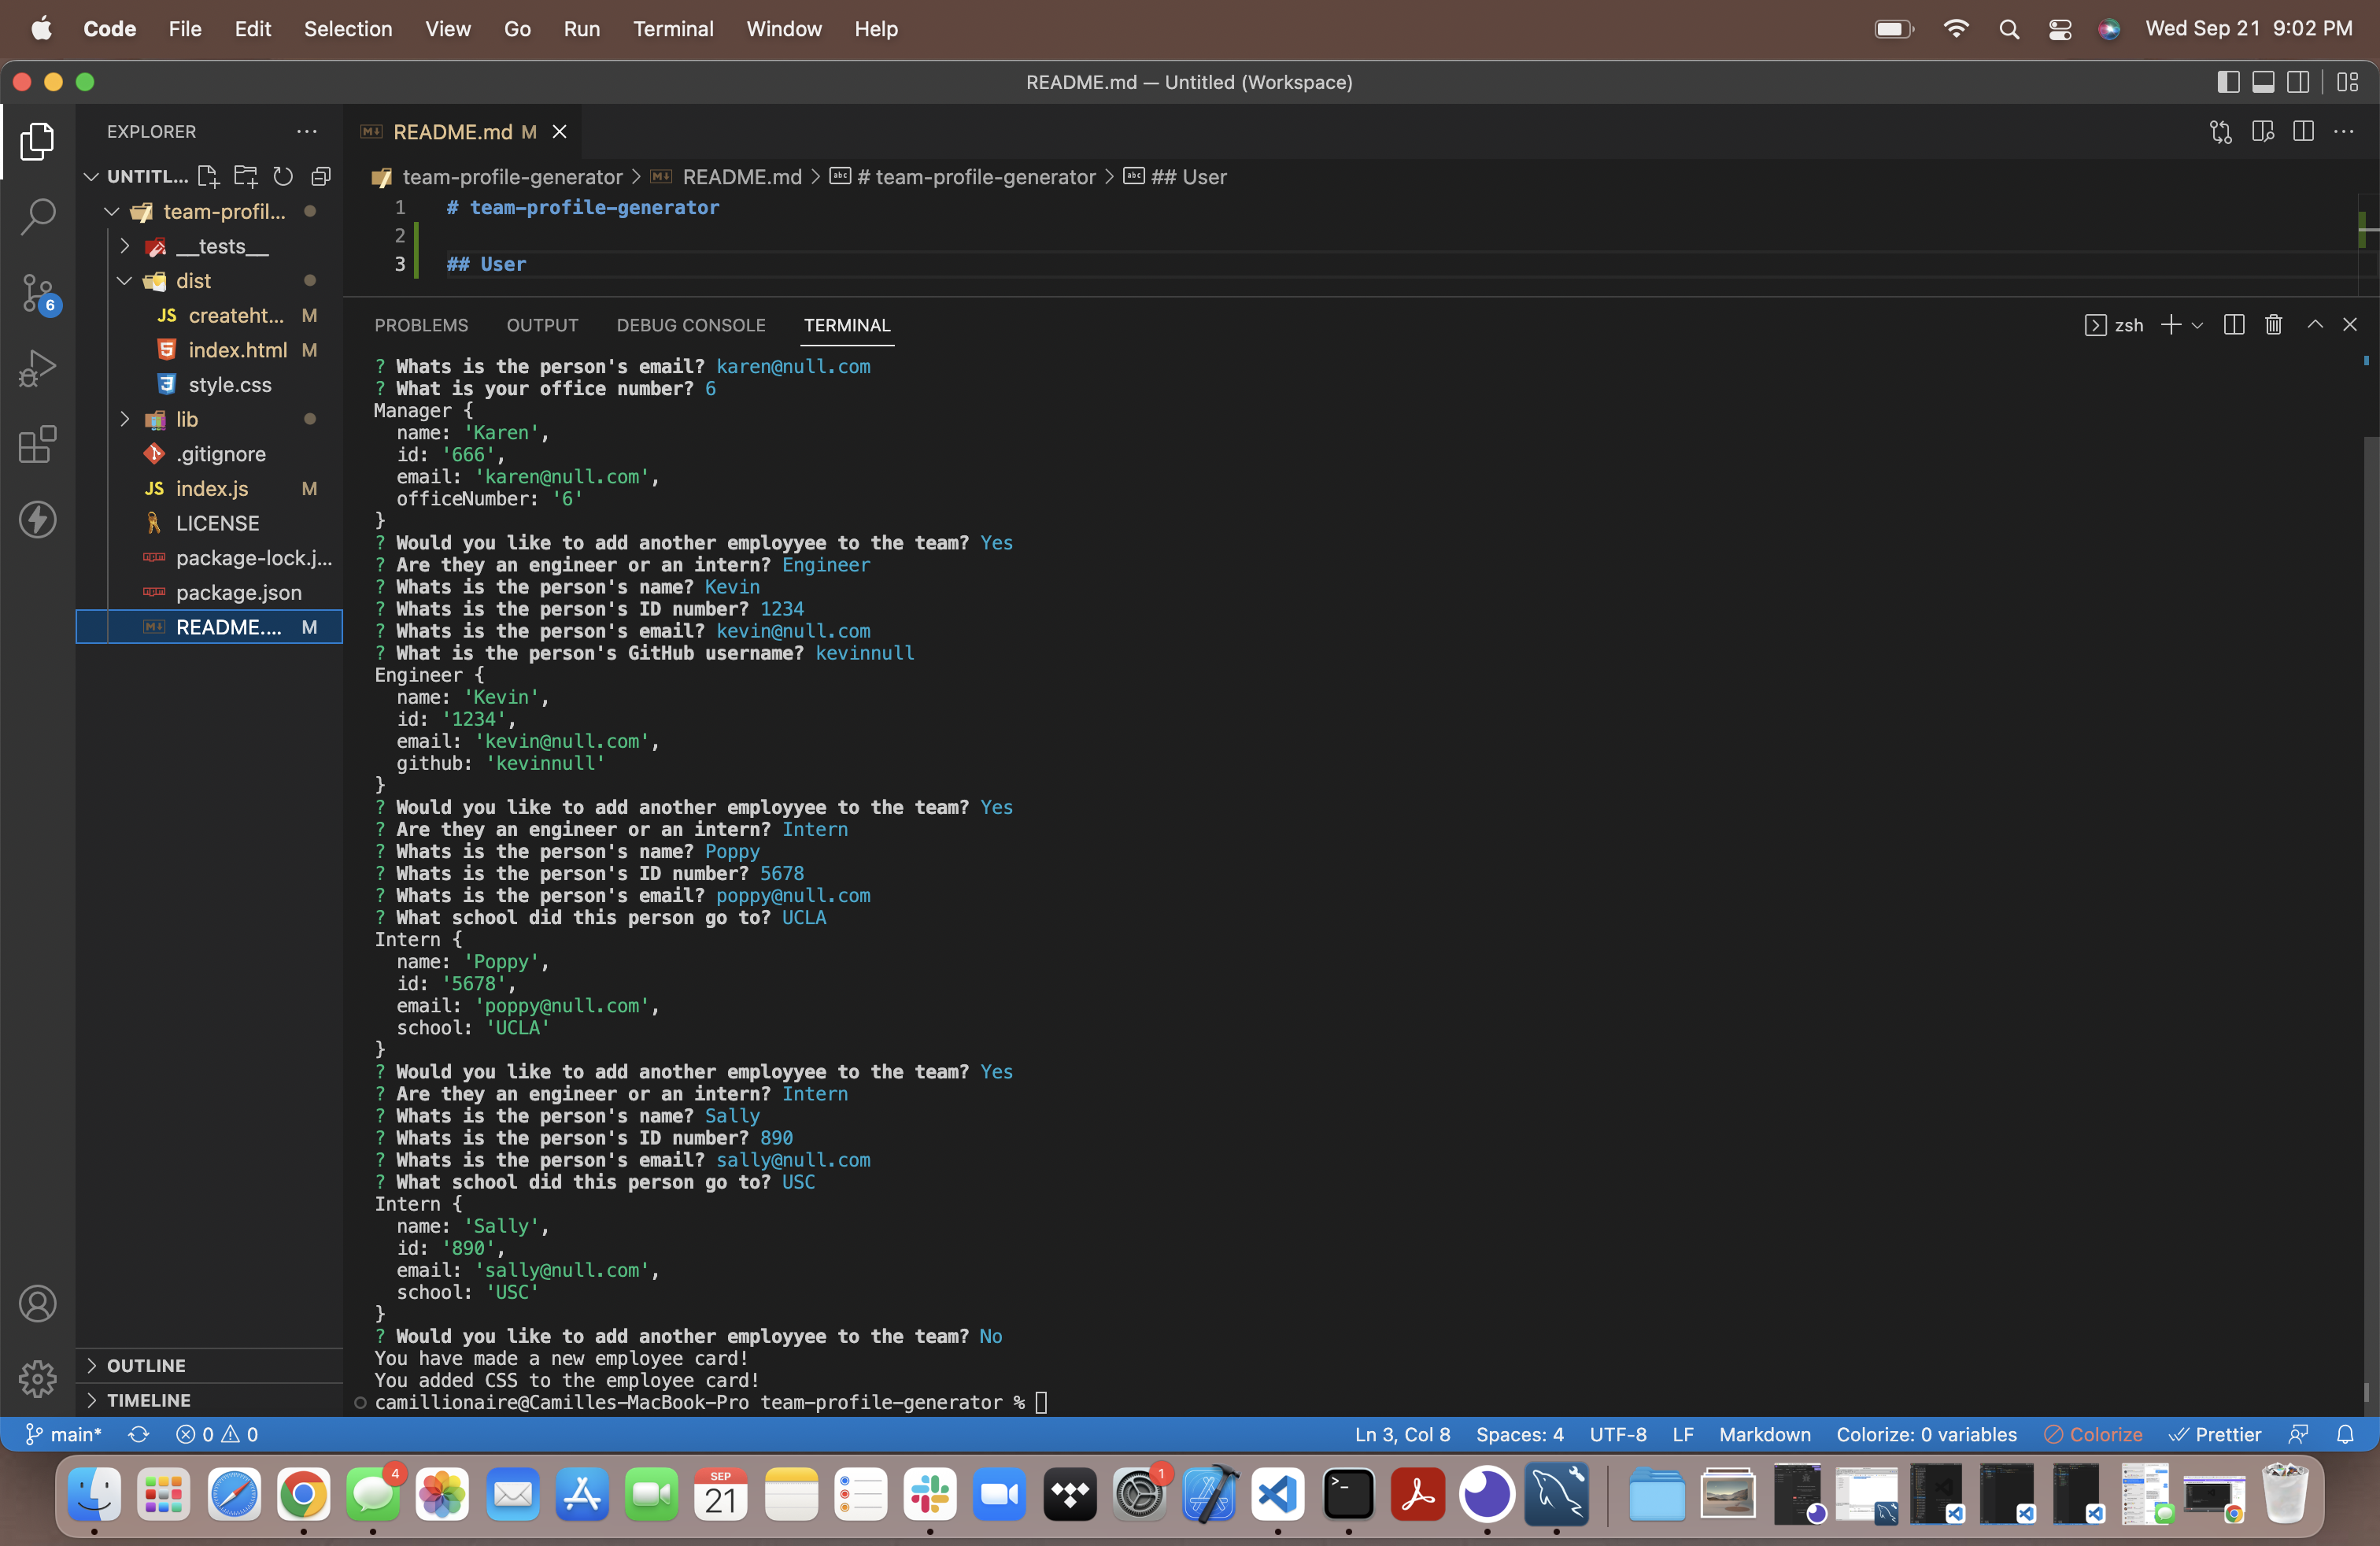 Code File Edit Selection View Go Run Terminal Window Help Wed Sep 21 9:02 PM
README.md — Untitled (Workspace)
EXPLORER
README.md M
UNTITL...
team-profile-generator > README.md > # team-profile-generator > ## User
team-profil...
1 # team-profile-generator
2
3 ## User
__tests__
dist
JS createht... M
index.html M
style.css
lib
.gitignore
JS index.js M
LICENSE
package-lock.j...
package.json
README.... M
6
OUTLINE
TIMELINE
PROBLEMS OUTPUT DEBUG CONSOLE TERMINAL zsh
? Whats is the person's email? karen@null.com
? What is your office number? 6
Manager {
name: 'Karen',
id: '666',
email: 'karen@null.com',
officeNumber: '6'
}
? Would you like to add another employyee to the team? Yes
? Are they an engineer or an intern? Engineer
? Whats is the person's name? Kevin
? Whats is the person's ID number? 1234
? Whats is the person's email? kevin@null.com
? What is the person's GitHub username? kevinnull
Engineer {
name: 'Kevin',
id: '1234',
email: 'kevin@null.com',
github: 'kevinnull'
}
? Would you like to add another employyee to the team? Yes
? Are they an engineer or an intern? Intern
? Whats is the person's name? Poppy
? Whats is the person's ID number? 5678
? Whats is the person's email? poppy@null.com
? What school did this person go to? UCLA
Intern {
name: 'Poppy',
id: '5678',
email: 'poppy@null.com',
school: 'UCLA'
}
? Would you like to add another employyee to the team? Yes
? Are they an engineer or an intern? Intern
? Whats is the person's name? Sally
? Whats is the person's ID number? 890
? Whats is the person's email? sally@null.com
? What school did this person go to? USC
Intern {
name: 'Sally',
id: '890',
email: 'sally@null.com',
school: 'USC'
}
? Would you like to add another employyee to the team? No
You have made a new employee card!
You added CSS to the employee card!
camillionaire@Camilles-MacBook-Pro team-profile-generator %
main* 0 0 Ln 3, Col 8 Spaces: 4 UTF-8 LF Markdown Colorize: 0 variables Colorize Prettier
4 SEP 21 1